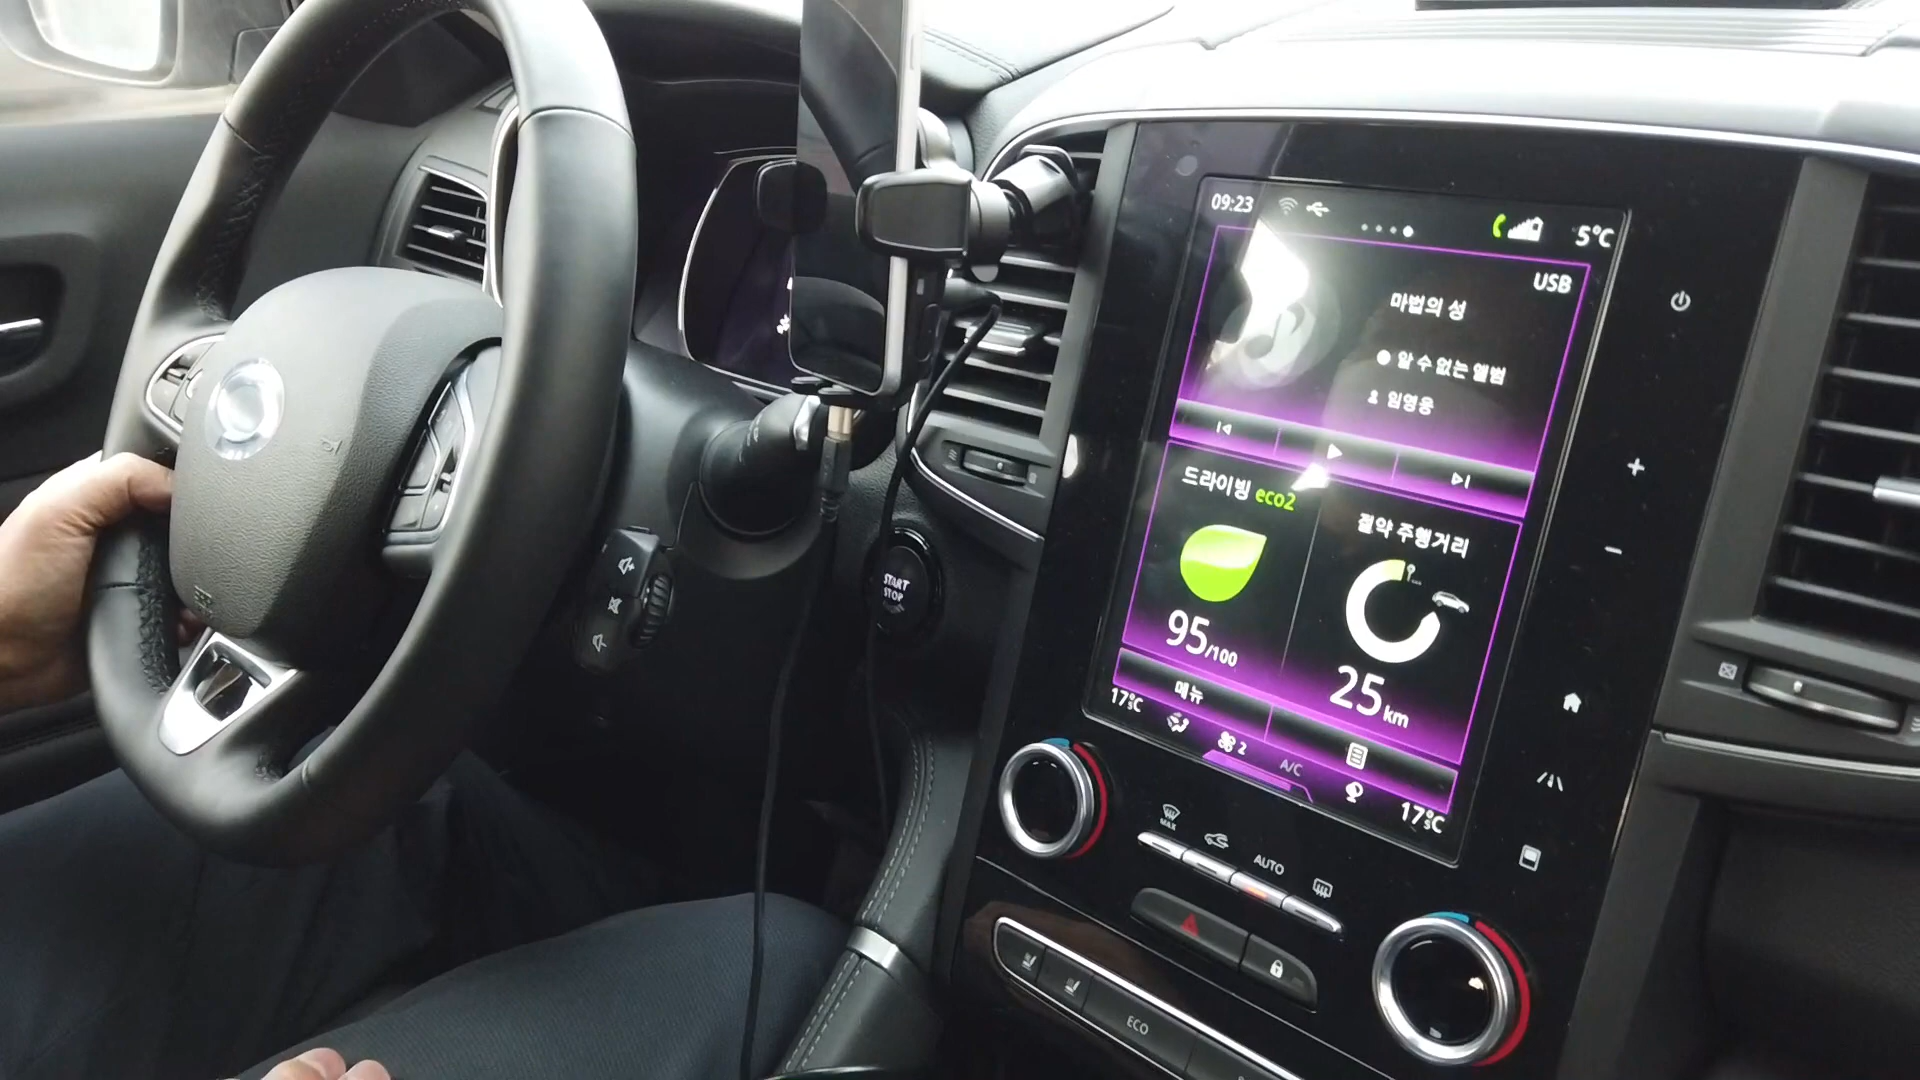 09:23
5°C
USB
마법의 성
알 수 없는 앨범
임영웅
드라이빙 eco2
절약 주행거리
95/100
25 km
메뉴
17.5°C
2
A/C
17.5°C
START
STOP
MAX
AUTO
ECO